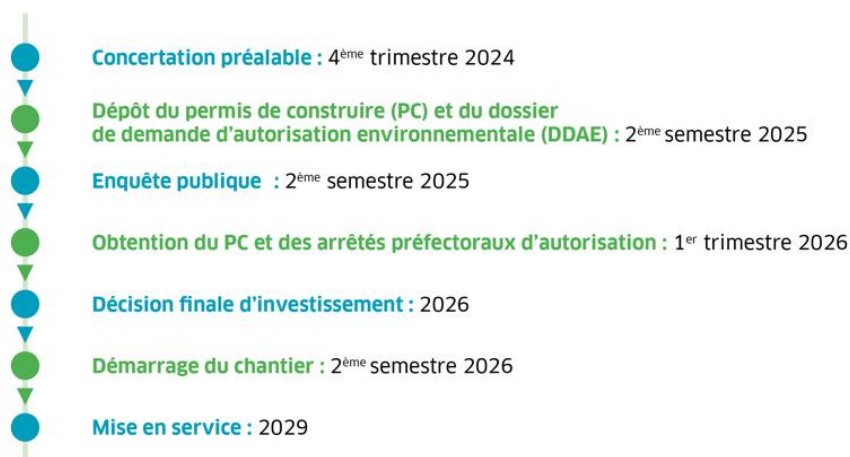 Concertation préalable : 4ème trimestre 2024
Dépôt du permis de construire (PC) et du dossier
de demande d'autorisation environnementale (DDAE) : 2ème semestre 2025
Enquête publique : 2ème semestre 2025
Obtention du PC et des arrêtés préfectoraux d'autorisation : 1er trimestre 2026
Décision finale d'investissement : 2026
Démarrage du chantier : 2ème semestre 2026
Mise en service : 2029